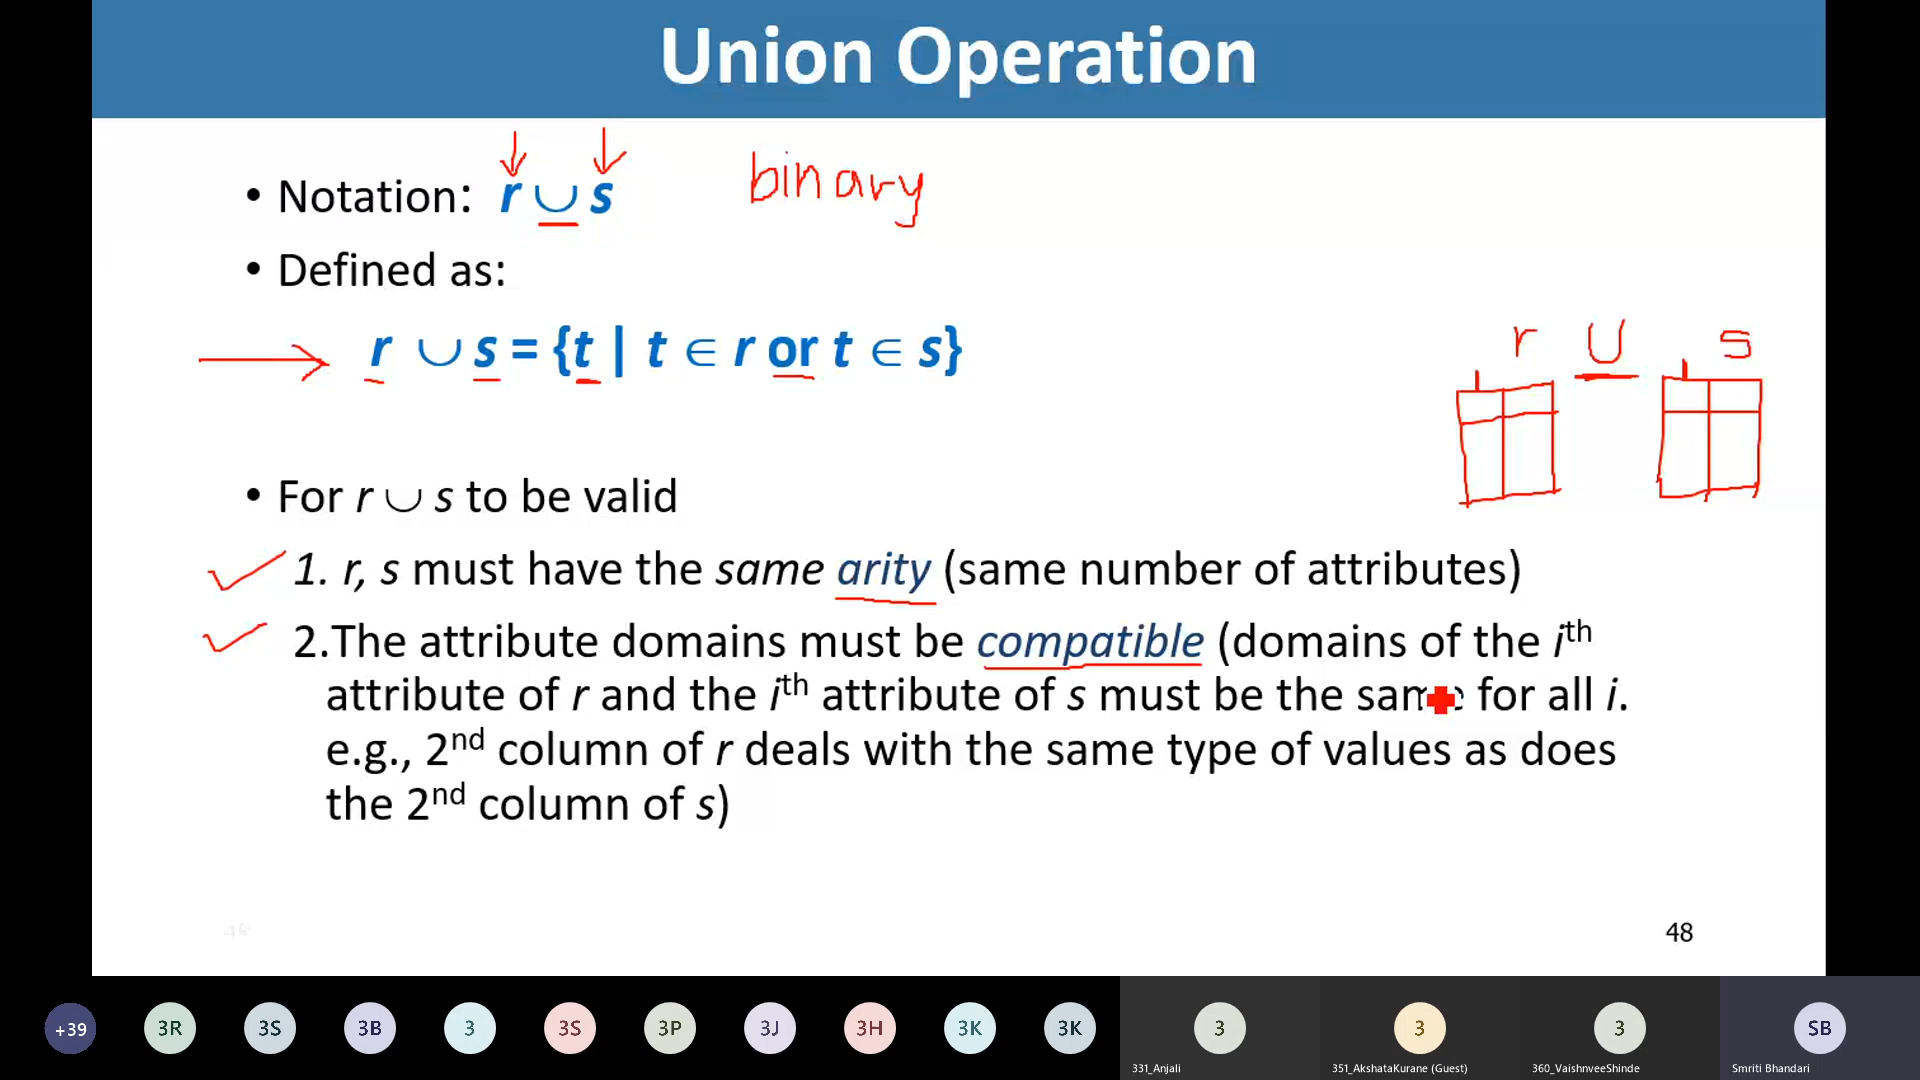 Union Operation
• Notation: r ∪ s binary
• Defined as:
r ∪ s = {t | t ∈ r or t ∈ s}
r U s
• For r ∪ s to be valid
1. r, s must have the same arity (same number of attributes)
2.The attribute domains must be compatible (domains of the ith
attribute of r and the ith attribute of s must be the same for all i.
e.g., 2nd column of r deals with the same type of values as does
the 2nd column of s)
48
48
+39 3R 3S 3B 3 3S 3P 3J 3H 3K 3K 3 3 3 SB
331_Anjali 351_AkshataKurane (Guest) 360_VaishnveeShinde Smriti Bhandari